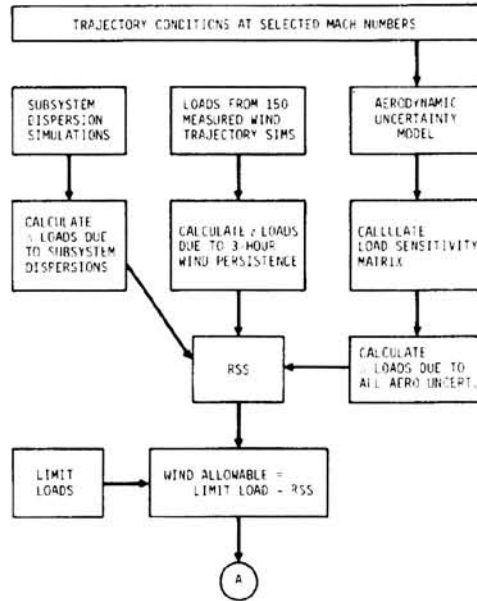 TRAJECTORY CONDITIONS AT SELECTED MACH NUMBERS
SUBSYSTEM
DISPERSION
SIMULATIONS
LOADS FROM 150
MEASURED WIND
TRAJECTORY SIMS
AERODYNAMIC
UNCERTAINTY
MODEL
CALCULATE
LOADS DUE
TO SUBSYSTEM
DISPERSIONS
CALCULATE LOADS
DUE TO 3-HOUR
WIND PERSISTENCE
CALLLLATE
LOAD SENSITIVITY
MATRIX
RSS
CALCULATE
LOADS DUE TO
ALL AERO UNCERT.
LIMIT
LOADS
WIND ALLOWABLE =
LIMIT LOAD - RSS
A